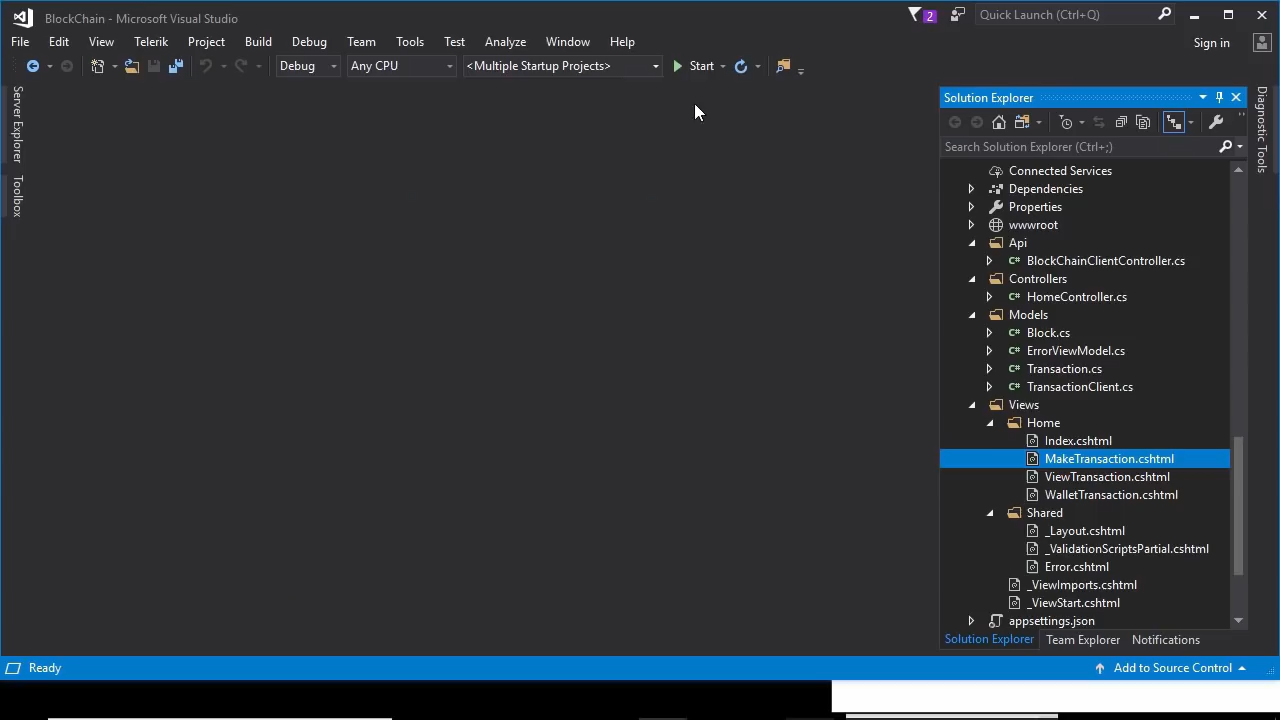 BlockChain - Microsoft Visual Studio
2
Quick Launch (Ctrl+Q)
File Edit View Telerik Project Build Debug Team Tools Test Analyze Window Help
Sign in
Debug Any CPU <Multiple Startup Projects> Start
Server Explorer
Toolbox
Solution Explorer
Search Solution Explorer (Ctrl+;)
Connected Services
Dependencies
Properties
wwwroot
Api
C# BlockChainClientController.cs
Controllers
C# HomeController.cs
Models
C# Block.cs
C# ErrorViewModel.cs
C# Transaction.cs
C# TransactionClient.cs
Views
Home
Index.cshtml
MakeTransaction.cshtml
ViewTransaction.cshtml
WalletTransaction.cshtml
Shared
_Layout.cshtml
_ValidationScriptsPartial.cshtml
Error.cshtml
_ViewImports.cshtml
_ViewStart.cshtml
appsettings.json
Solution Explorer Team Explorer Notifications
Diagnostic Tools
Ready
Add to Source Control